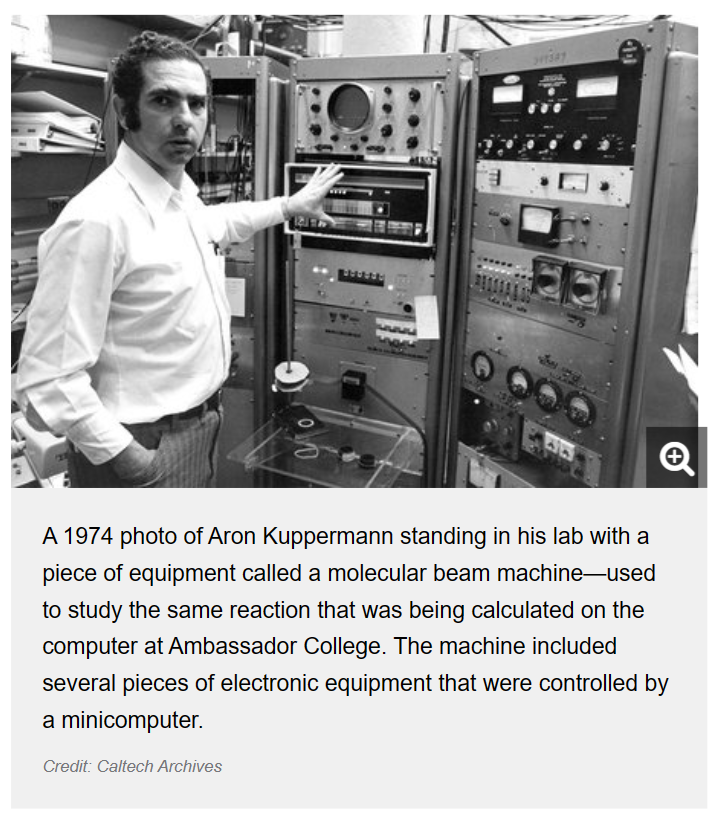 A 1974 photo of Aron Kuppermann standing in his lab with a
piece of equipment called a molecular beam machine—used
to study the same reaction that was being calculated on the
computer at Ambassador College. The machine included
several pieces of electronic equipment that were controlled by
a minicomputer.
Credit: Caltech Archives